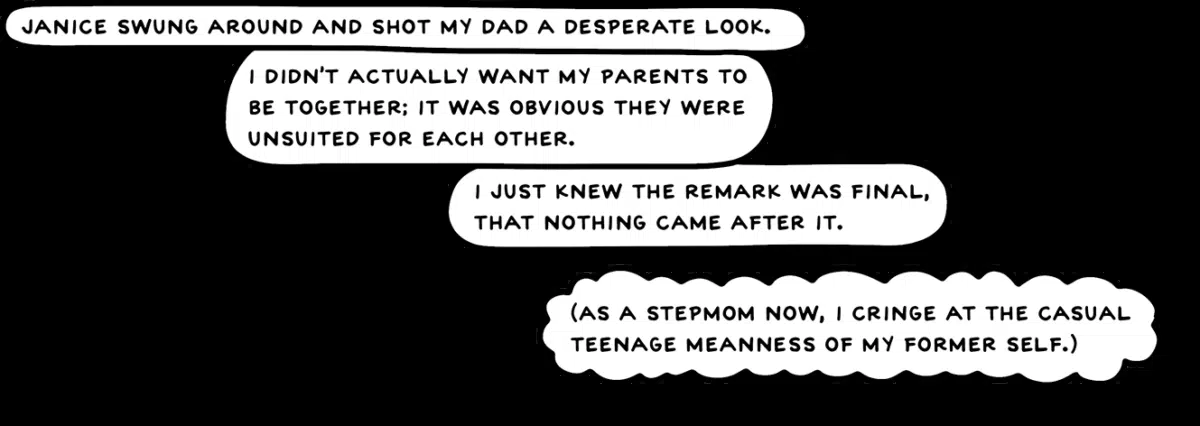 JANICE SWUNG AROUND AND SHOT MY DAD A DESPERATE LOOK.
I DIDN'T ACTUALLY WANT MY PARENTS TO
BE TOGETHER; IT WAS OBVIOUS THEY WERE
UNSUITED FOR EACH OTHER.
I JUST KNEW THE REMARK WAS FINAL,
THAT NOTHING CAME AFTER IT.
(AS A STEPMOM NOW, I CRINGE AT THE CASUAL
TEENAGE MEANNESS OF MY FORMER SELF.)